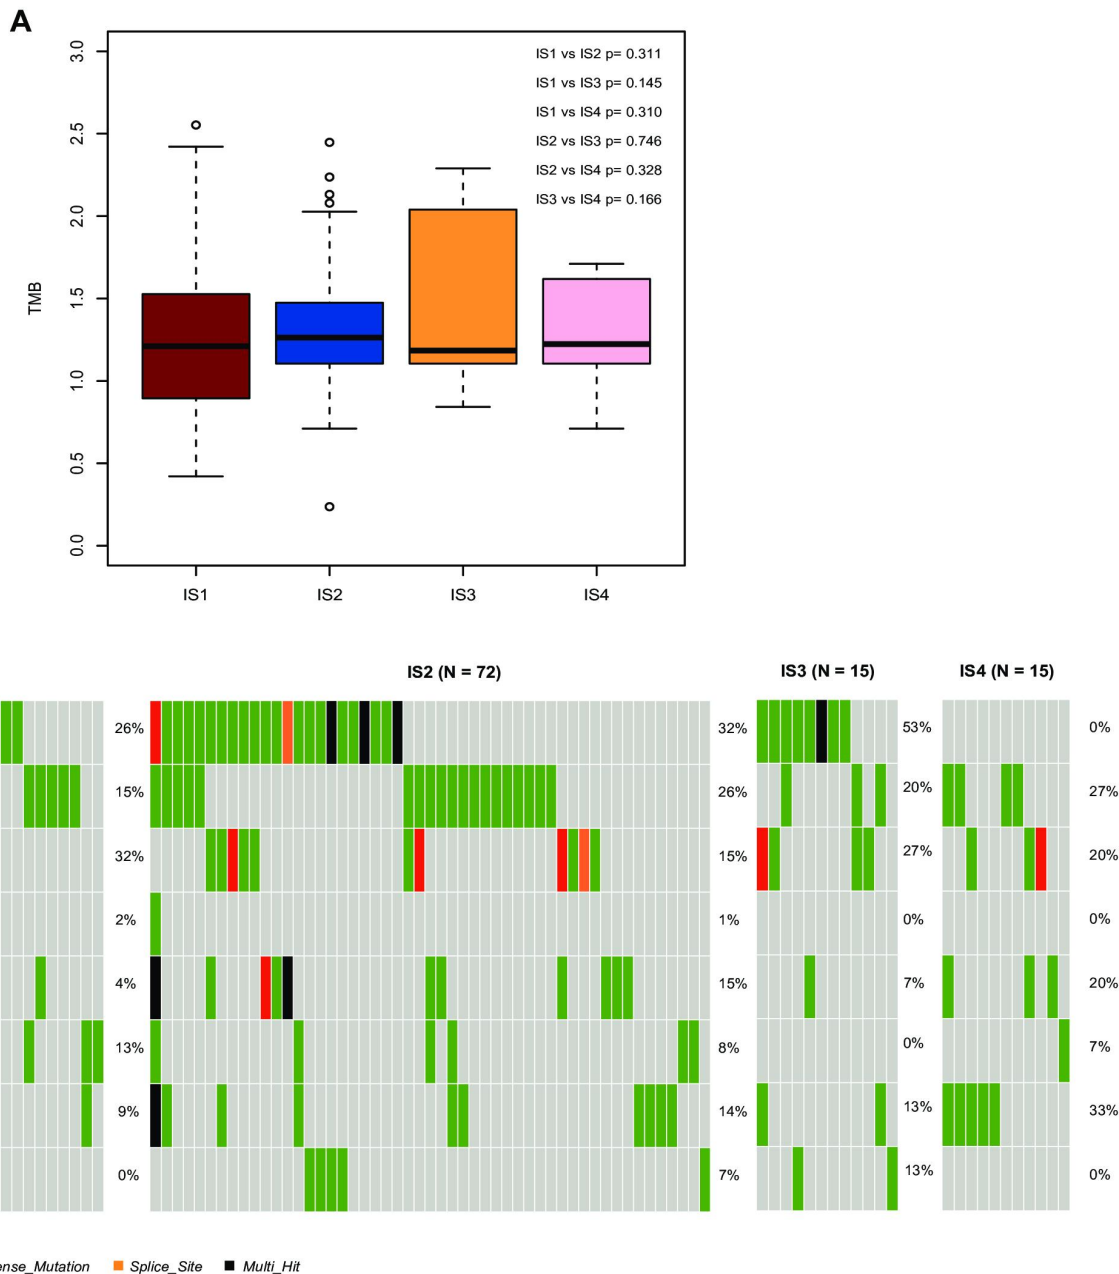 A
3.0
2.5
2.0
1.5
1.0
0.5
0.0
TMB
IS1 vs IS2 p= 0.311
IS1 vs IS3 p= 0.145
IS1 vs IS4 p= 0.310
IS2 vs IS3 p= 0.746
IS2 vs IS4 p= 0.328
IS3 vs IS4 p= 0.166
IS1 IS2 IS3 IS4
IS2 (N = 72) IS3 (N = 15) IS4 (N = 15)
26% 32% 53% 0%
15% 26% 20% 27%
32% 15% 27% 20%
2% 1% 0% 0%
4% 15% 7% 20%
13% 8% 0% 7%
9% 14% 13% 33%
0% 7% 13% 0%
ense_Mutation Splice_Site Multi_Hit